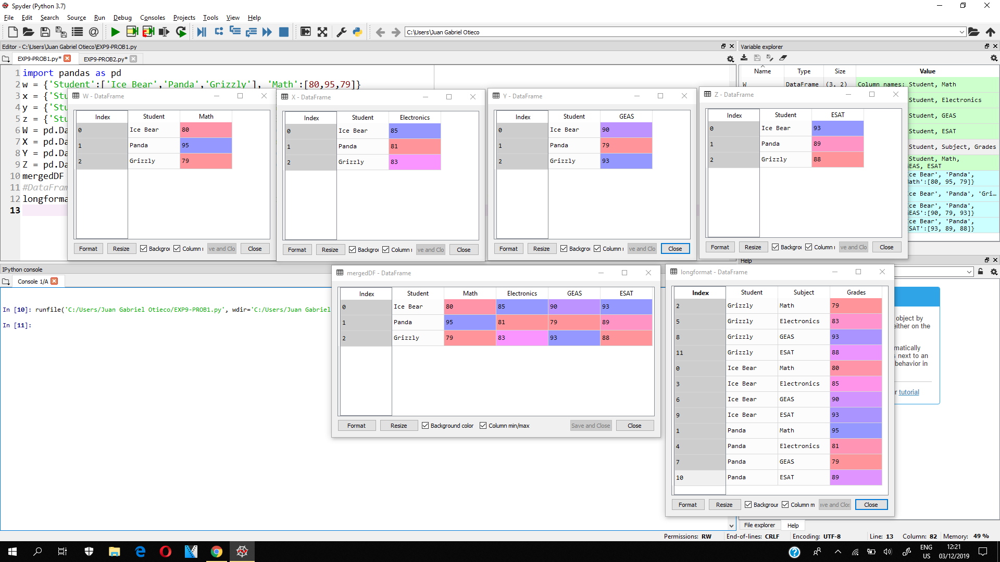 Spyder (Python 3.7)
File Edit Search Source Run Debug Consoles Projects Tools View Help
C:\Users\Juan Gabriel Otieco
Editor - C:\Users\Juan Gabriel Otieco\EXP9-PROB1.py
EXP9-PROB1.py* EXP9-PROB2.py*
1 import pandas as pd
2 w = {'Student':['Ice Bear','Panda','Grizzly'], 'Math':[80,95,79]}
3 x = {'Stu
4 y = {'Stu
5 z = {'Stu
6 W = pd.Da
7 X = pd.Da
8 Y = pd.Da
9 Z = pd.Da
10 mergedDF
11 #DataFram
12 longforma
13
W - DataFrame
Index Student Math
0 Ice Bear 80
1 Panda 95
2 Grizzly 79
Format Resize Backgrou Column ve and Clo Close
X - DataFrame
Index Student Electronics
0 Ice Bear 85
1 Panda 81
2 Grizzly 83
Format Resize Backgrou Column ve and Clo Close
Y - DataFrame
Index Student GEAS
0 Ice Bear 90
1 Panda 79
2 Grizzly 93
Format Resize Backgrou Column ve and Clo Close
Z - DataFrame
Index Student ESAT
0 Ice Bear 93
1 Panda 89
2 Grizzly 88
Format Resize Backgrou Column ve and Clo Close
Variable explorer
Name Type Size Value
W DataFrame (3, 2) Column names: Student, Math
Student, Electronics
Student, GEAS
Student, ESAT
Student, Subject, Grades
Student, Math,
GEAS, ESAT
Ice Bear', 'Panda',
Math':[80, 95, 79]}
Ice Bear', 'Panda', 'Gri...
Ice Bear', 'Panda',
GEAS':[90, 79, 93]}
Ice Bear', 'Panda',
ESAT':[93, 89, 88]}
IPython console
Console 1/A
In [10]: runfile('C:/Users/Juan Gabriel Otieco/EXP9-PROB1.py', wdir='C:/Users/Juan Gabriel
In [11]:
mergedDF - DataFrame
Index Student Math Electronics GEAS ESAT
0 Ice Bear 80 85 90 93
1 Panda 95 81 79 89
2 Grizzly 79 83 93 88
Format Resize Background color Column min/max Save and Close Close
longformat - DataFrame
Index Student Subject Grades
2 Grizzly Math 79
5 Grizzly Electronics 83
8 Grizzly GEAS 93
11 Grizzly ESAT 88
0 Ice Bear Math 80
3 Ice Bear Electronics 85
6 Ice Bear GEAS 90
9 Ice Bear ESAT 93
1 Panda Math 95
4 Panda Electronics 81
7 Panda GEAS 79
10 Panda ESAT 89
Format Resize Backgrour Column m ave and Clos Close
Help
object by
either on the
matically
next to an
behavior in
r tutorial
File explorer Help
Permissions: RW End-of-lines: CRLF Encoding: UTF-8 Line: 13 Column: 82 Memory: 49 %
ENG
US
12:21
03/12/2019